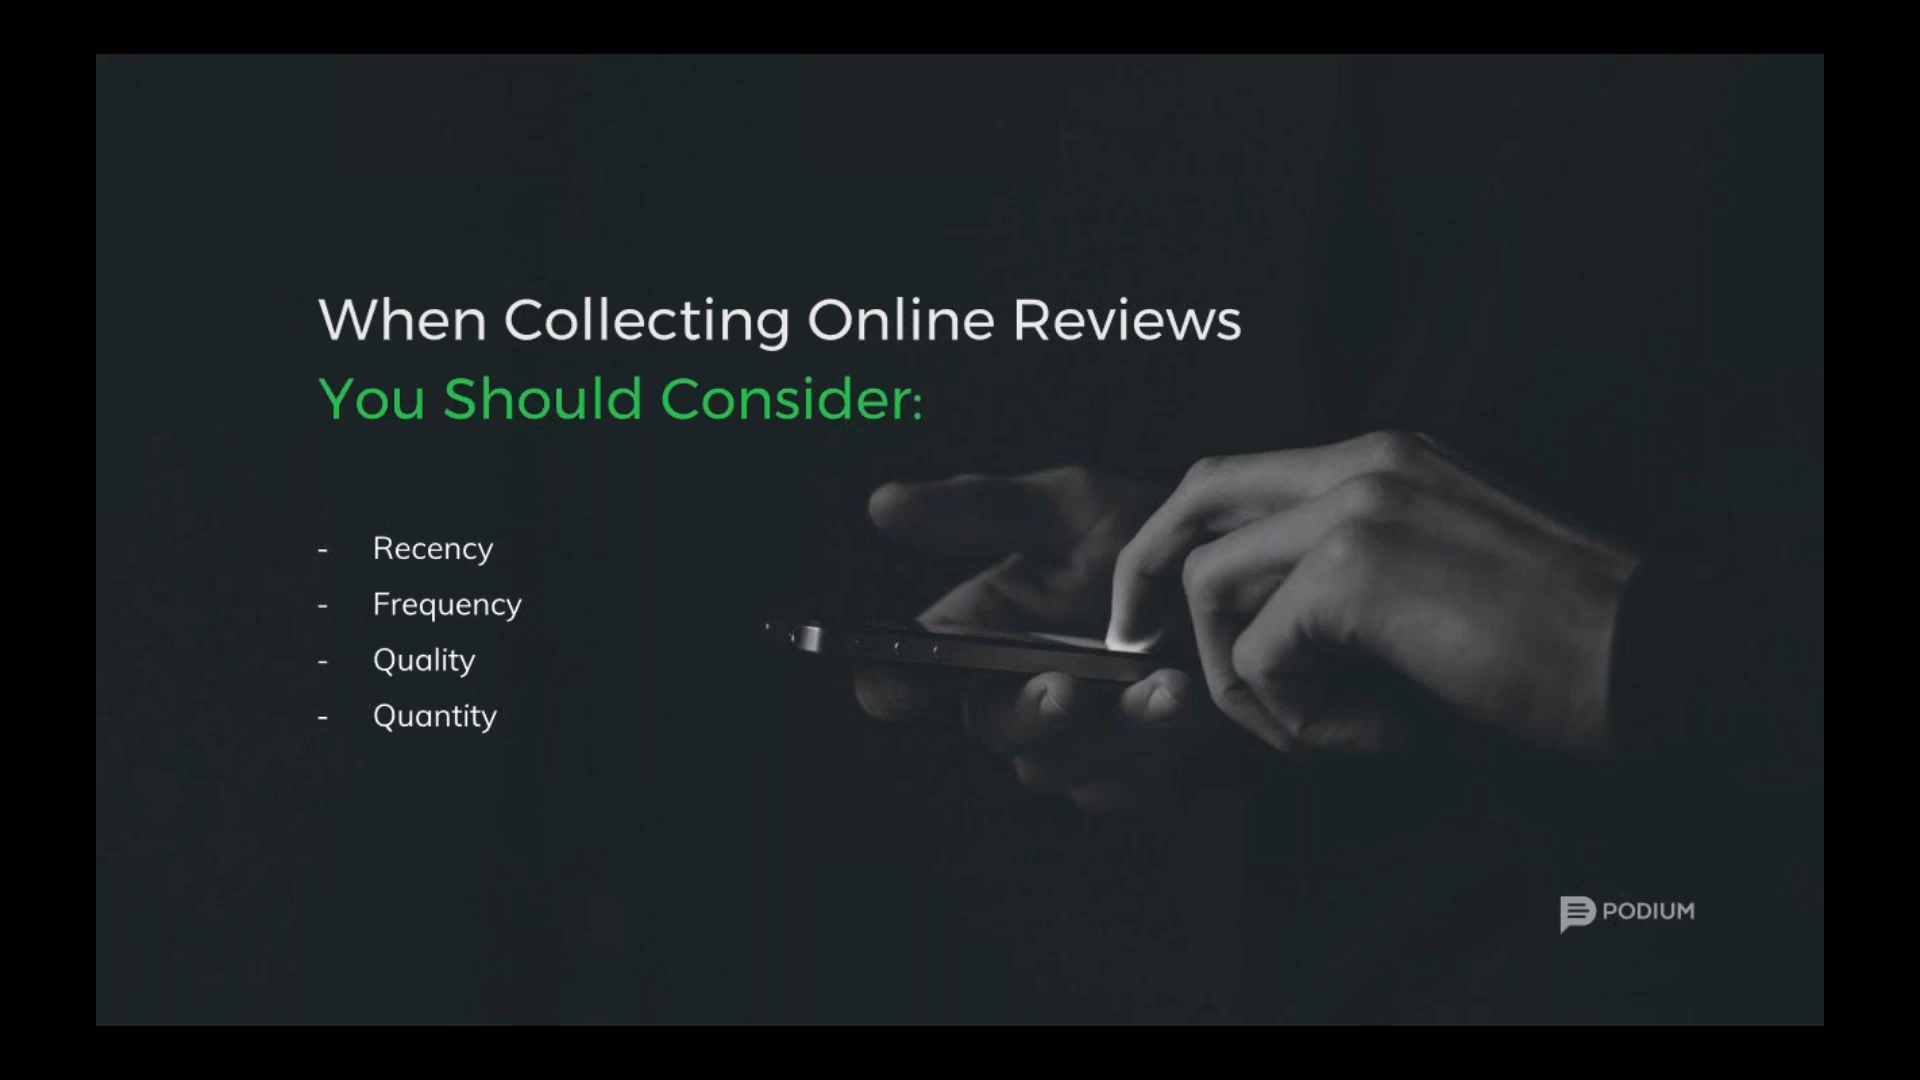 When Collecting Online Reviews
You Should Consider:
- Recency
- Frequency
- Quality
- Quantity
PODIUM